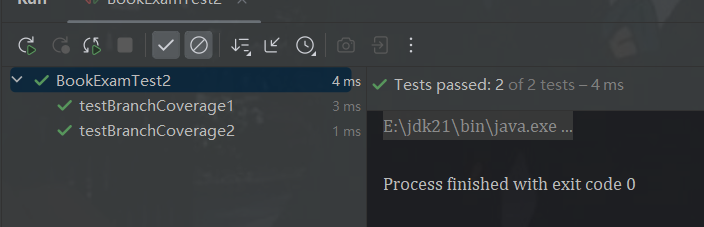 Run BookExamTest2
BookExamTest2 4 ms
testBranchCoverage1 3 ms
testBranchCoverage2 1 ms
Tests passed: 2 of 2 tests – 4 ms
E:\jdk21\bin\java.exe ...
Process finished with exit code 0